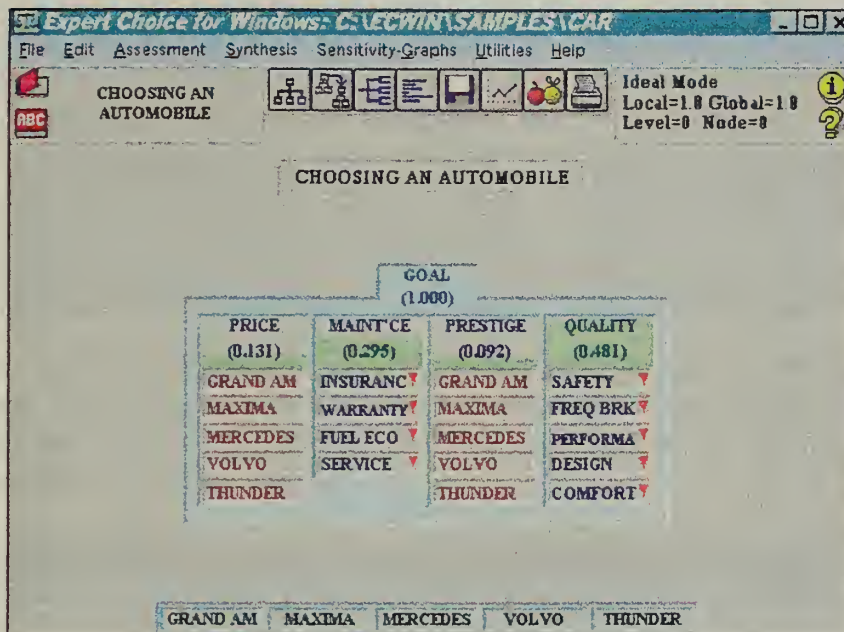 Expert Choice for Windows: C:\ECWIN\SAMPLES\CAR
File Edit Assessment Synthesis Sensitivity-Graphs Utilities Help
ABC
CHOOSING AN
AUTOMOBILE
Ideal Mode
Local=1.0 Global=1.0
Level=0 Node=0
i
?
CHOOSING AN AUTOMOBILE
GOAL
(1.000)
PRICE MAINT'CE PRESTIGE QUALITY
(0.131) (0.295) (0.092) (0.481)
GRAND AM INSURANC GRAND AM SAFETY
MAXIMA WARRANTY MAXIMA FREQ BRK
MERCEDES FUEL ECO MERCEDES PERFORMA
VOLVO SERVICE VOLVO DESIGN
THUNDER THUNDER COMFORT
GRAND AM MAXIMA MERCEDES VOLVO THUNDER